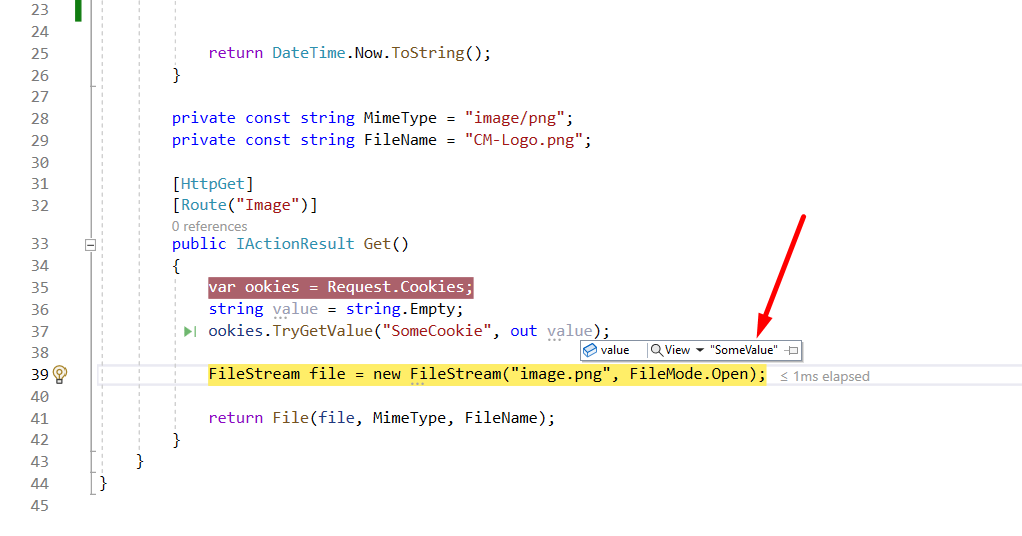 23
24
25 return DateTime.Now.ToString();
26 }
27
28 private const string MimeType = "image/png";
29 private const string FileName = "CM-Logo.png";
30
31 [HttpGet]
32 [Route("Image")]
0 references
33 public IActionResult Get()
34 {
35 var ookies = Request.Cookies;
36 string value = string.Empty;
37 ookies.TryGetValue("SomeCookie", out value);
38 value View "SomeValue"
39 FileStream file = new FileStream("image.png", FileMode.Open); ≤ 1ms elapsed
40
41 return File(file, MimeType, FileName);
42 }
43 }
44 }
45